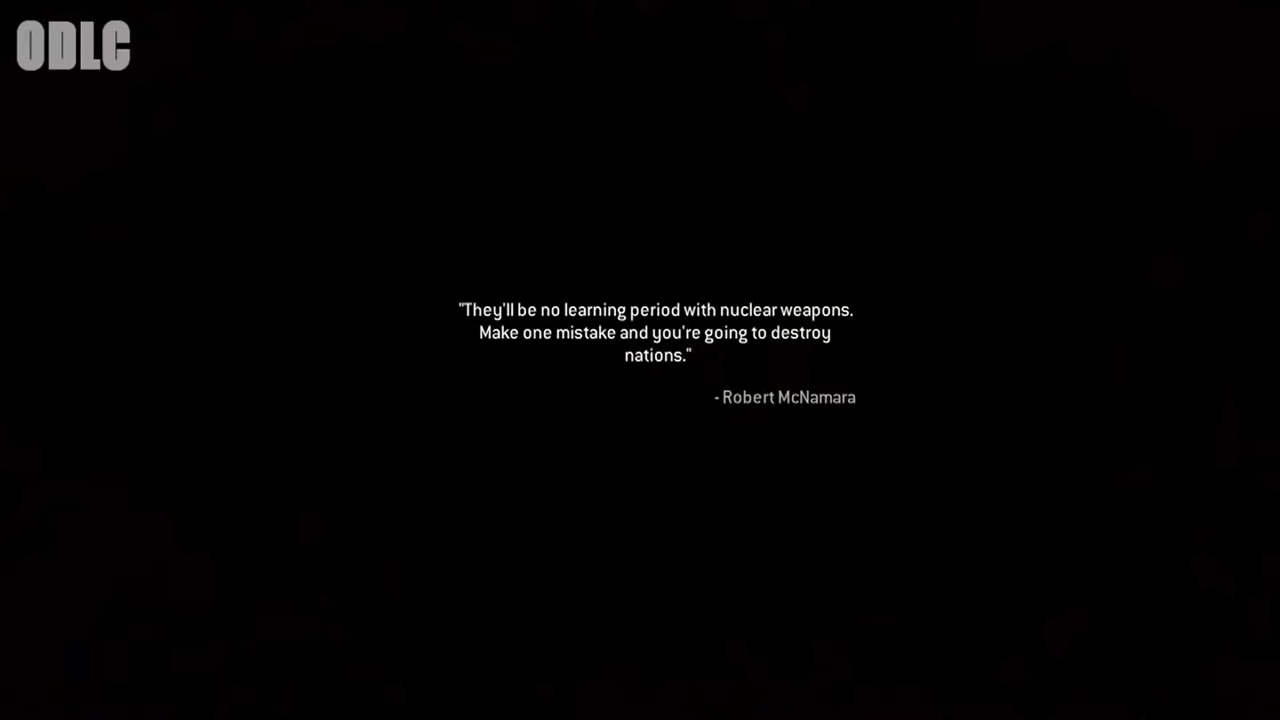 ODLC
"They'll be no learning period with nuclear weapons.
Make one mistake and you're going to destroy
nations."
- Robert McNamara